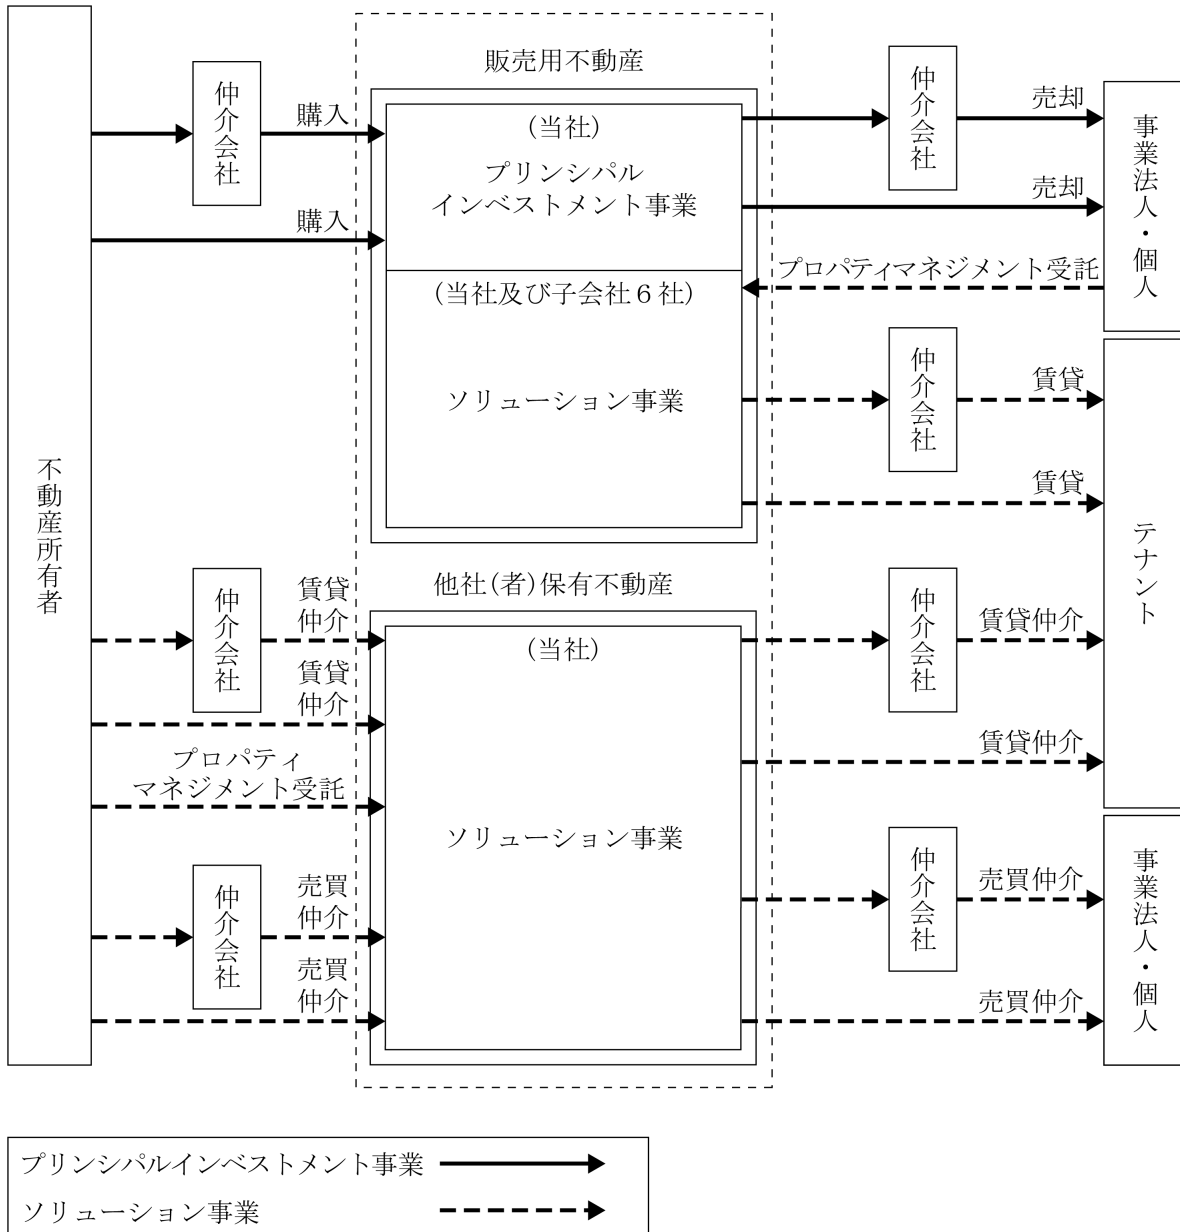 不動産所有者
仲介会社
購入
購入
販売用不動産
(当社)
プリンシパル
インベストメント事業
(当社及び子会社6社)
ソリューション事業
仲介会社
売却
売却
プロパティマネジメント受託
事業法人・個人
仲介会社
賃貸
賃貸
テナント
他社(者)保有不動産
(当社)
ソリューション事業
仲介会社
賃貸
仲介
賃貸
仲介
プロパティ
マネジメント受託
仲介会社
売買
仲介
売買
仲介
仲介会社
賃貸仲介
賃貸仲介
仲介会社
売買仲介
売買仲介
事業法人・個人
プリンシパルインベストメント事業
ソリューション事業